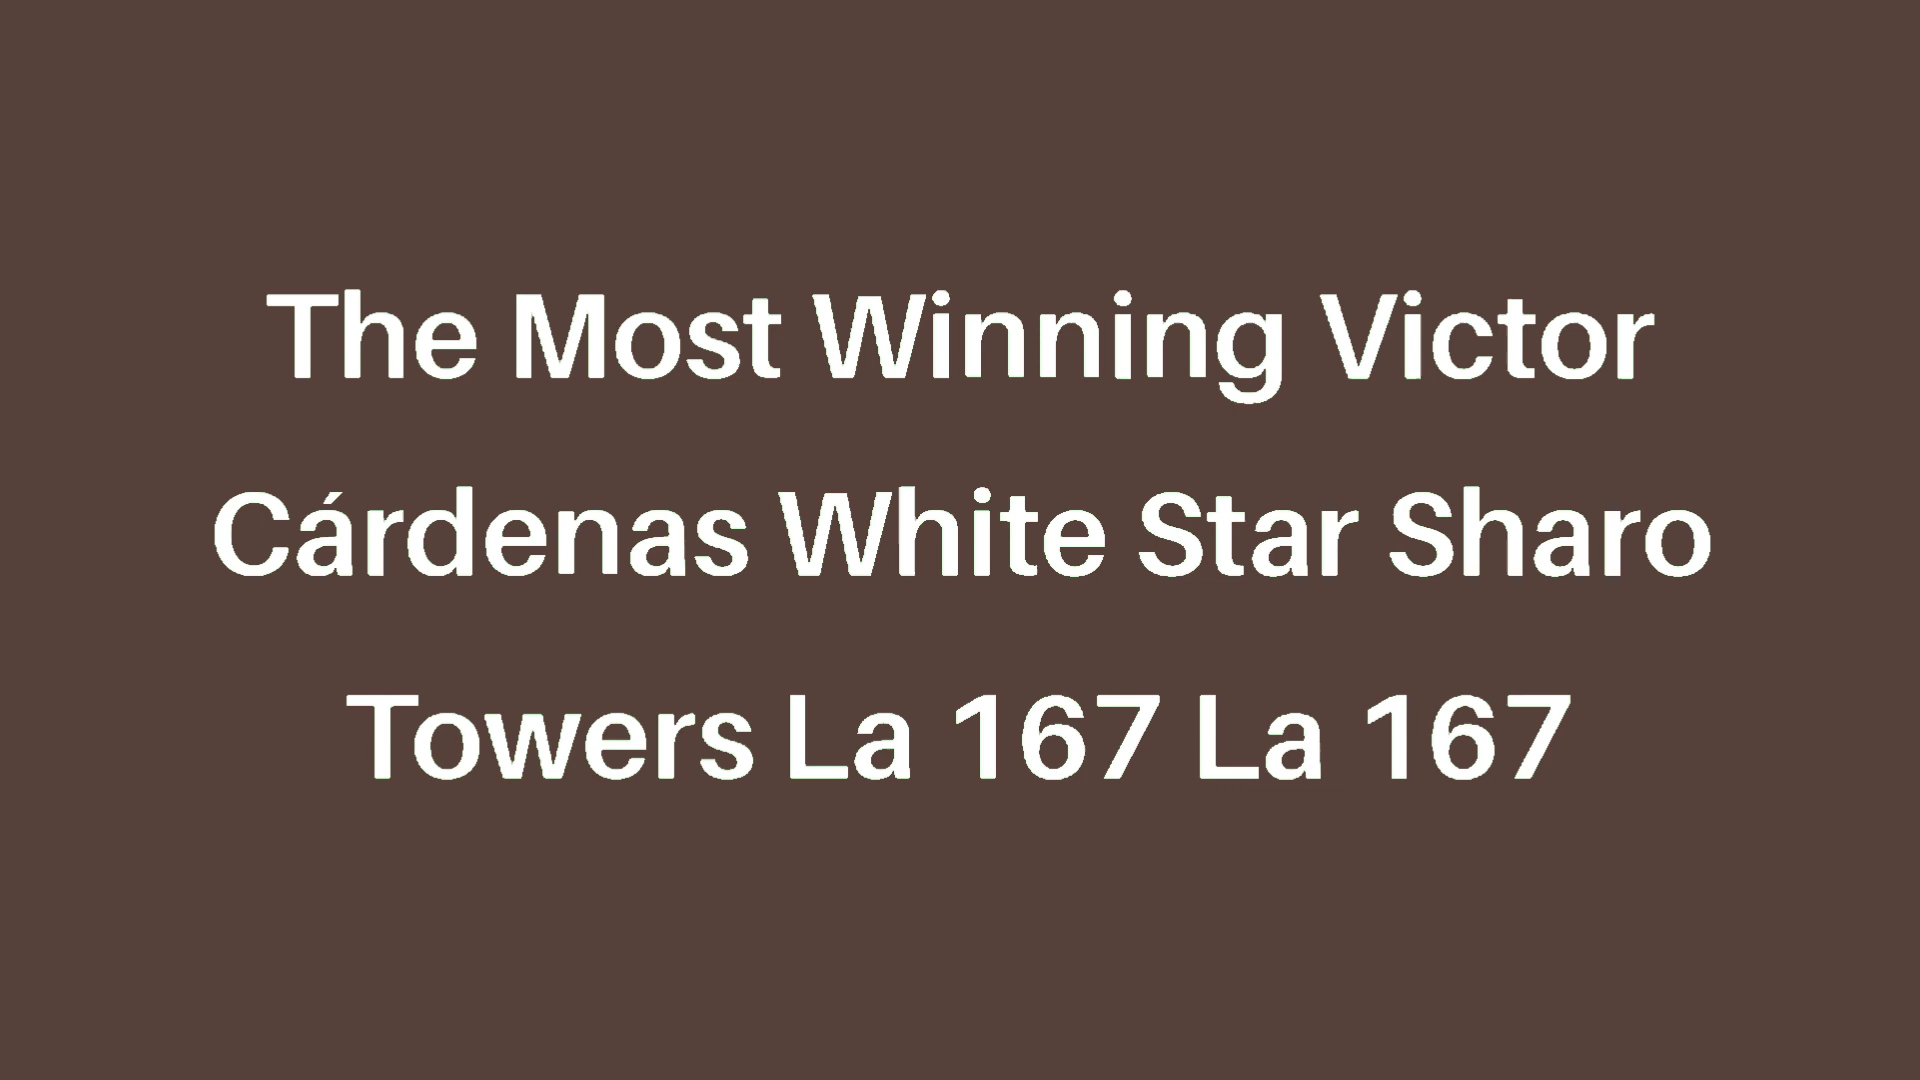 The Most Winning Victor
Cárdenas White Star Sharo
Towers La 167 La 167